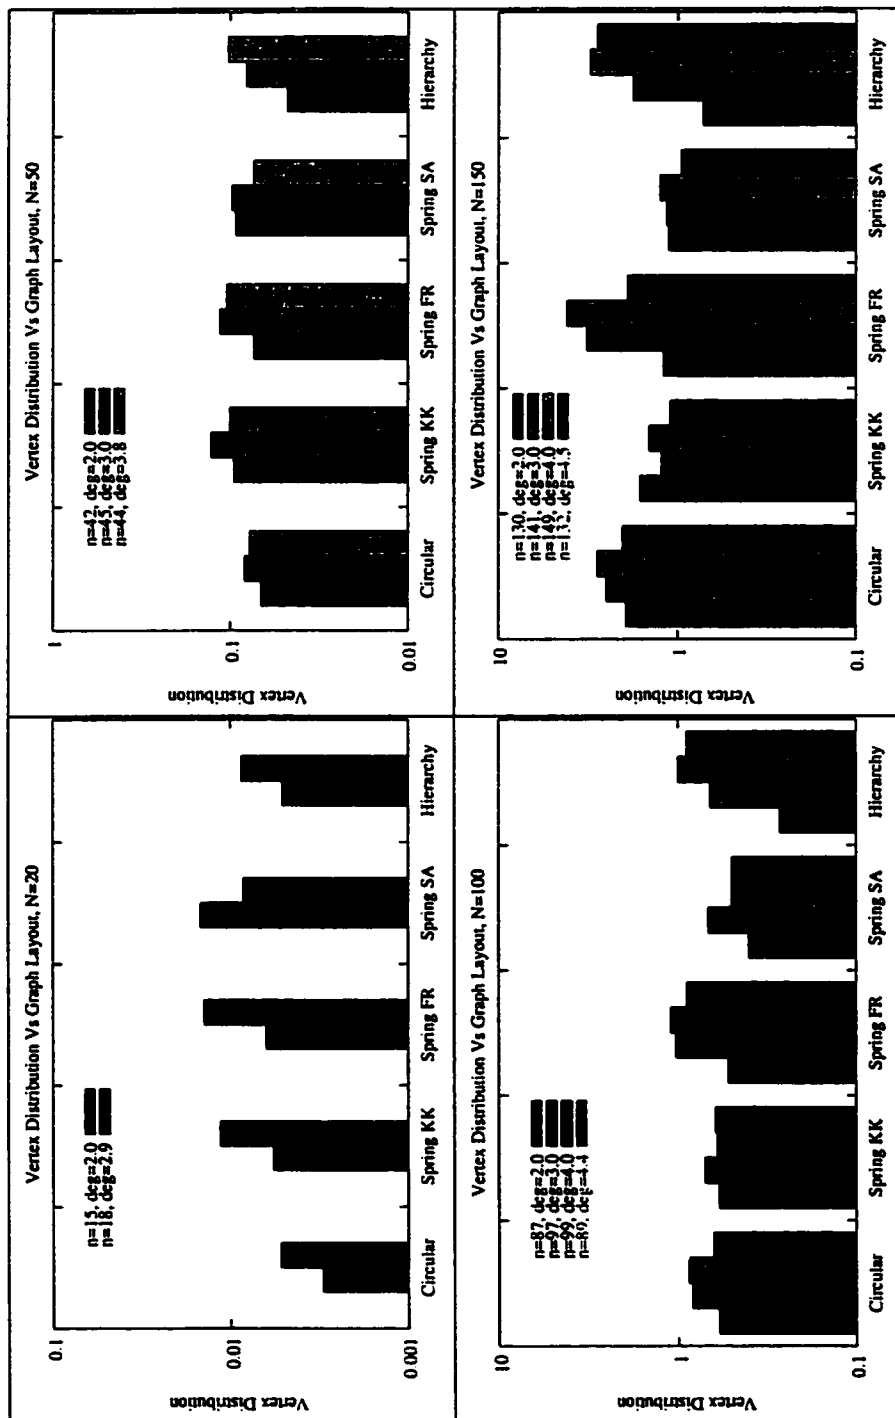 Vertex Distribution Vs Graph Layout, N=20
n=15, deg=2.0
n=18, deg=2.9
Vertex Distribution
0.1
0.01
0.001
Circular
Spring KK
Spring FR
Spring SA
Hierarchy
Vertex Distribution Vs Graph Layout, N=50
n=42, deg=2.0
n=45, deg=3.0
n=44, deg=3.8
Vertex Distribution
0.1
0.01
Circular
Spring KK
Spring FR
Spring SA
Hierarchy
Vertex Distribution Vs Graph Layout, N=100
n=87, deg=2.0
n=97, deg=3.0
n=99, deg=4.0
n=89, deg=4.4
Vertex Distribution
10
1
0.1
Circular
Spring KK
Spring FR
Spring SA
Hierarchy
Vertex Distribution Vs Graph Layout, N=150
n=130, deg=2.0
n=141, deg=3.0
n=149, deg=4.0
deg=4.5
Vertex Distribution
10
1
0.1
Circular
Spring KK
Spring FR
Spring SA
Hierarchy